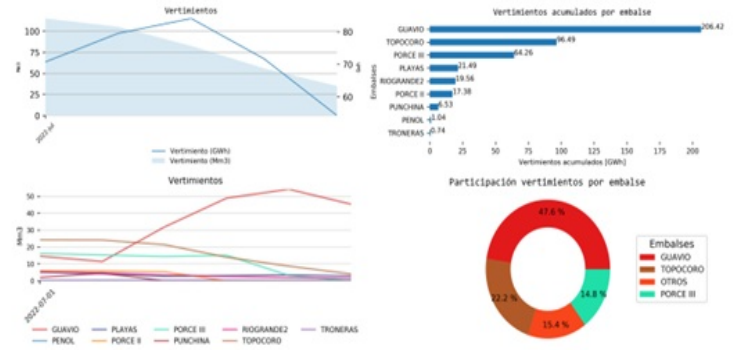 Vertimientos
100
75
50
25
0
80
70
60
2022 Jul
Vertimiento (GWh)
Vertimiento (Mm3)
Vertimientos acumulados por embalse
Embalses
GUAVIO 206.42
TOPOCORO 96.49
PORCE III 64.26
PLAYAS 21.49
RIOGRANDE2 19.56
PORCE II 17.38
PUNCHINA 6.53
PENOL 1.04
TRONERAS 0.74
0 25 50 75 100 125 150 175 200
Vertimientos acumulados [GWh]
Vertimientos
Mm3
50
40
30
20
10
0
2022-07-01
GUAVIO PLAYAS PORCE III RIOGRANDE2 TRONERAS
PENOL PORCE II PUNCHINA TOPOCORO
Participación vertimientos por embalse
47.6 %
22.2 %
15.4 %
14.8 %
Embalses
GUAVIO
TOPOCORO
OTROS
PORCE III